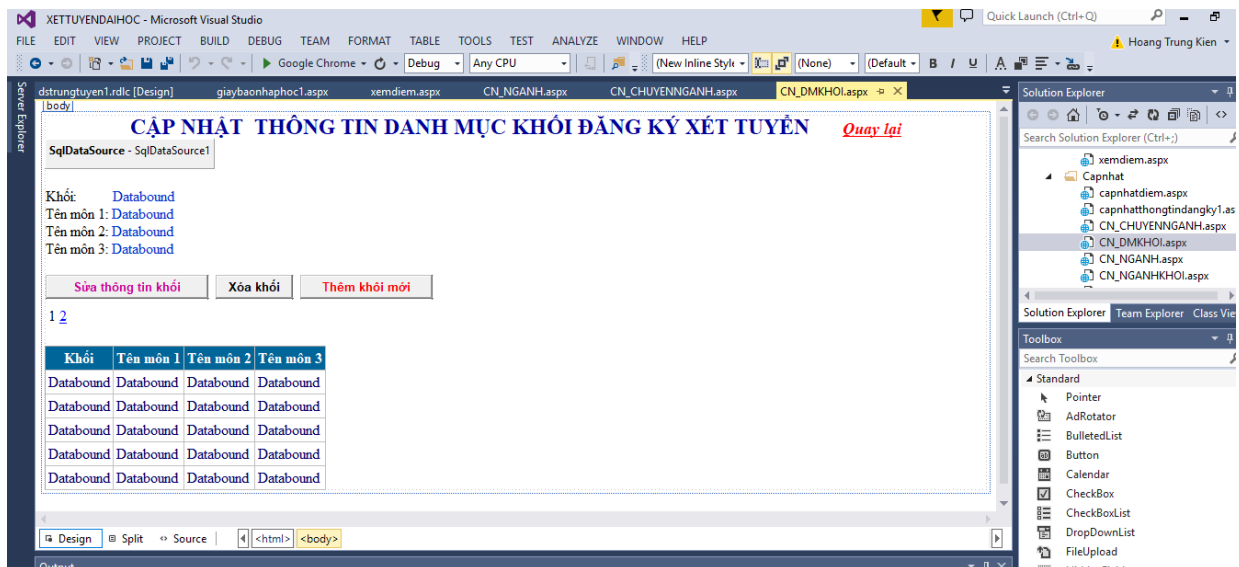 XETTUYENDAIHOC - Microsoft Visual Studio
Quick Launch (Ctrl+Q)
FILE EDIT VIEW PROJECT BUILD DEBUG TEAM FORMAT TABLE TOOLS TEST ANALYZE WINDOW HELP
Hoang Trung Kien
Google Chrome Debug Any CPU (New Inline Style (None) (Default B I U A
Server Explorer
dstrungtuyen1.rdlc [Design] giaybaonhaphoc1.aspx xemdiem.aspx CN_NGANH.aspx CN_CHUYENNGANH.aspx CN_DMKHOI.aspx
body
CẬP NHẬT THÔNG TIN DANH MỤC KHỐI ĐĂNG KÝ XÉT TUYỂN Quay lại
SqlDataSource - SqlDataSource1
Khối: Databound
Tên môn 1: Databound
Tên môn 2: Databound
Tên môn 3: Databound
Sửa thông tin khối Xóa khối Thêm khối mới
1 2
Khối Tên môn 1 Tên môn 2 Tên môn 3
Databound Databound Databound Databound
Databound Databound Databound Databound
Databound Databound Databound Databound
Databound Databound Databound Databound
Databound Databound Databound Databound
Design Split Source <html> <body>
Output
Solution Explorer
Search Solution Explorer (Ctrl+;)
xemdiem.aspx
Capnhat
capnhatdiem.aspx
capnhatthongtindangky1.as
CN_CHUYENNGANH.aspx
CN_DMKHOI.aspx
CN_NGANH.aspx
CN_NGANHKHOI.aspx
Solution Explorer Team Explorer Class Vie
Toolbox
Search Toolbox
Standard
Pointer
AdRotator
BulletedList
Button
Calendar
CheckBox
CheckBoxList
DropDownList
FileUpload